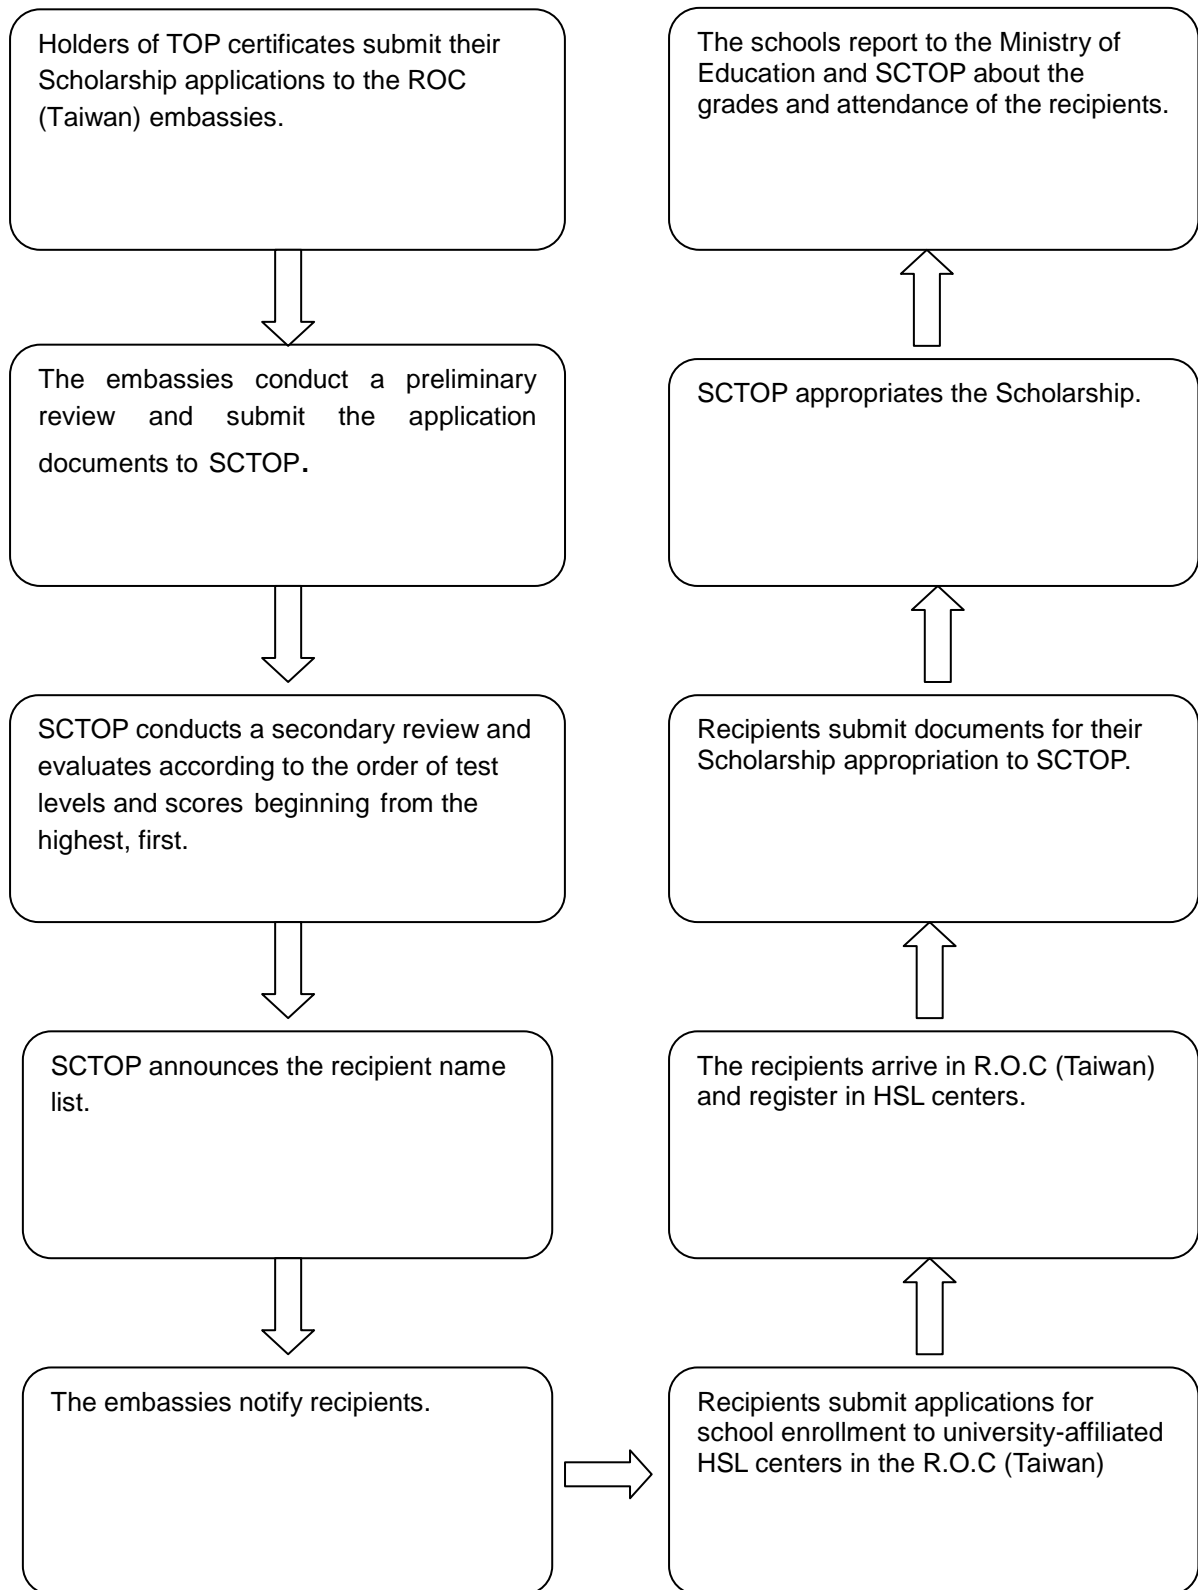 Holders of TOP certificates submit their
Scholarship applications to the ROC
(Taiwan) embassies.
The embassies conduct a preliminary
review and submit the application
documents to SCTOP.
SCTOP conducts a secondary review and
evaluates according to the order of test
levels and scores beginning from the
highest, first.
SCTOP announces the recipient name
list.
The embassies notify recipients.
Recipients submit applications for
school enrollment to university-affiliated
HSL centers in the R.O.C (Taiwan)
The recipients arrive in R.O.C (Taiwan)
and register in HSL centers.
Recipients submit documents for their
Scholarship appropriation to SCTOP.
SCTOP appropriates the Scholarship.
The schools report to the Ministry of
Education and SCTOP about the
grades and attendance of the recipients.